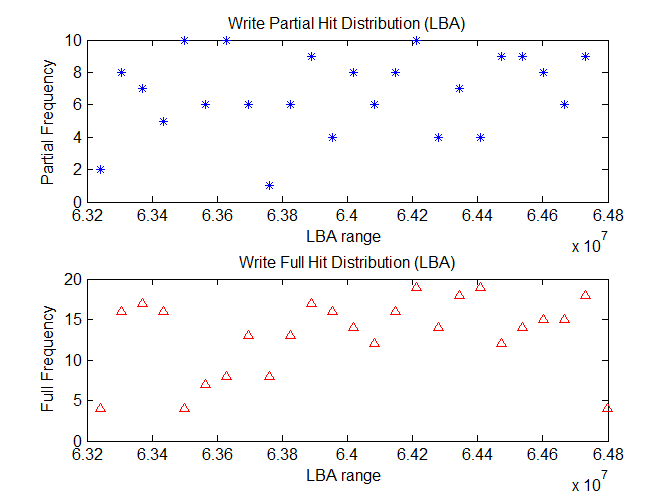 Write Partial Hit Distribution (LBA)
10
8
6
4
2
0
Partial Frequency
6.32 6.34 6.36 6.38 6.4 6.42 6.44 6.46 6.48
LBA range
x 10^7
Write Full Hit Distribution (LBA)
20
15
10
5
0
Full Frequency
6.32 6.34 6.36 6.38 6.4 6.42 6.44 6.46 6.48
LBA range
x 10^7